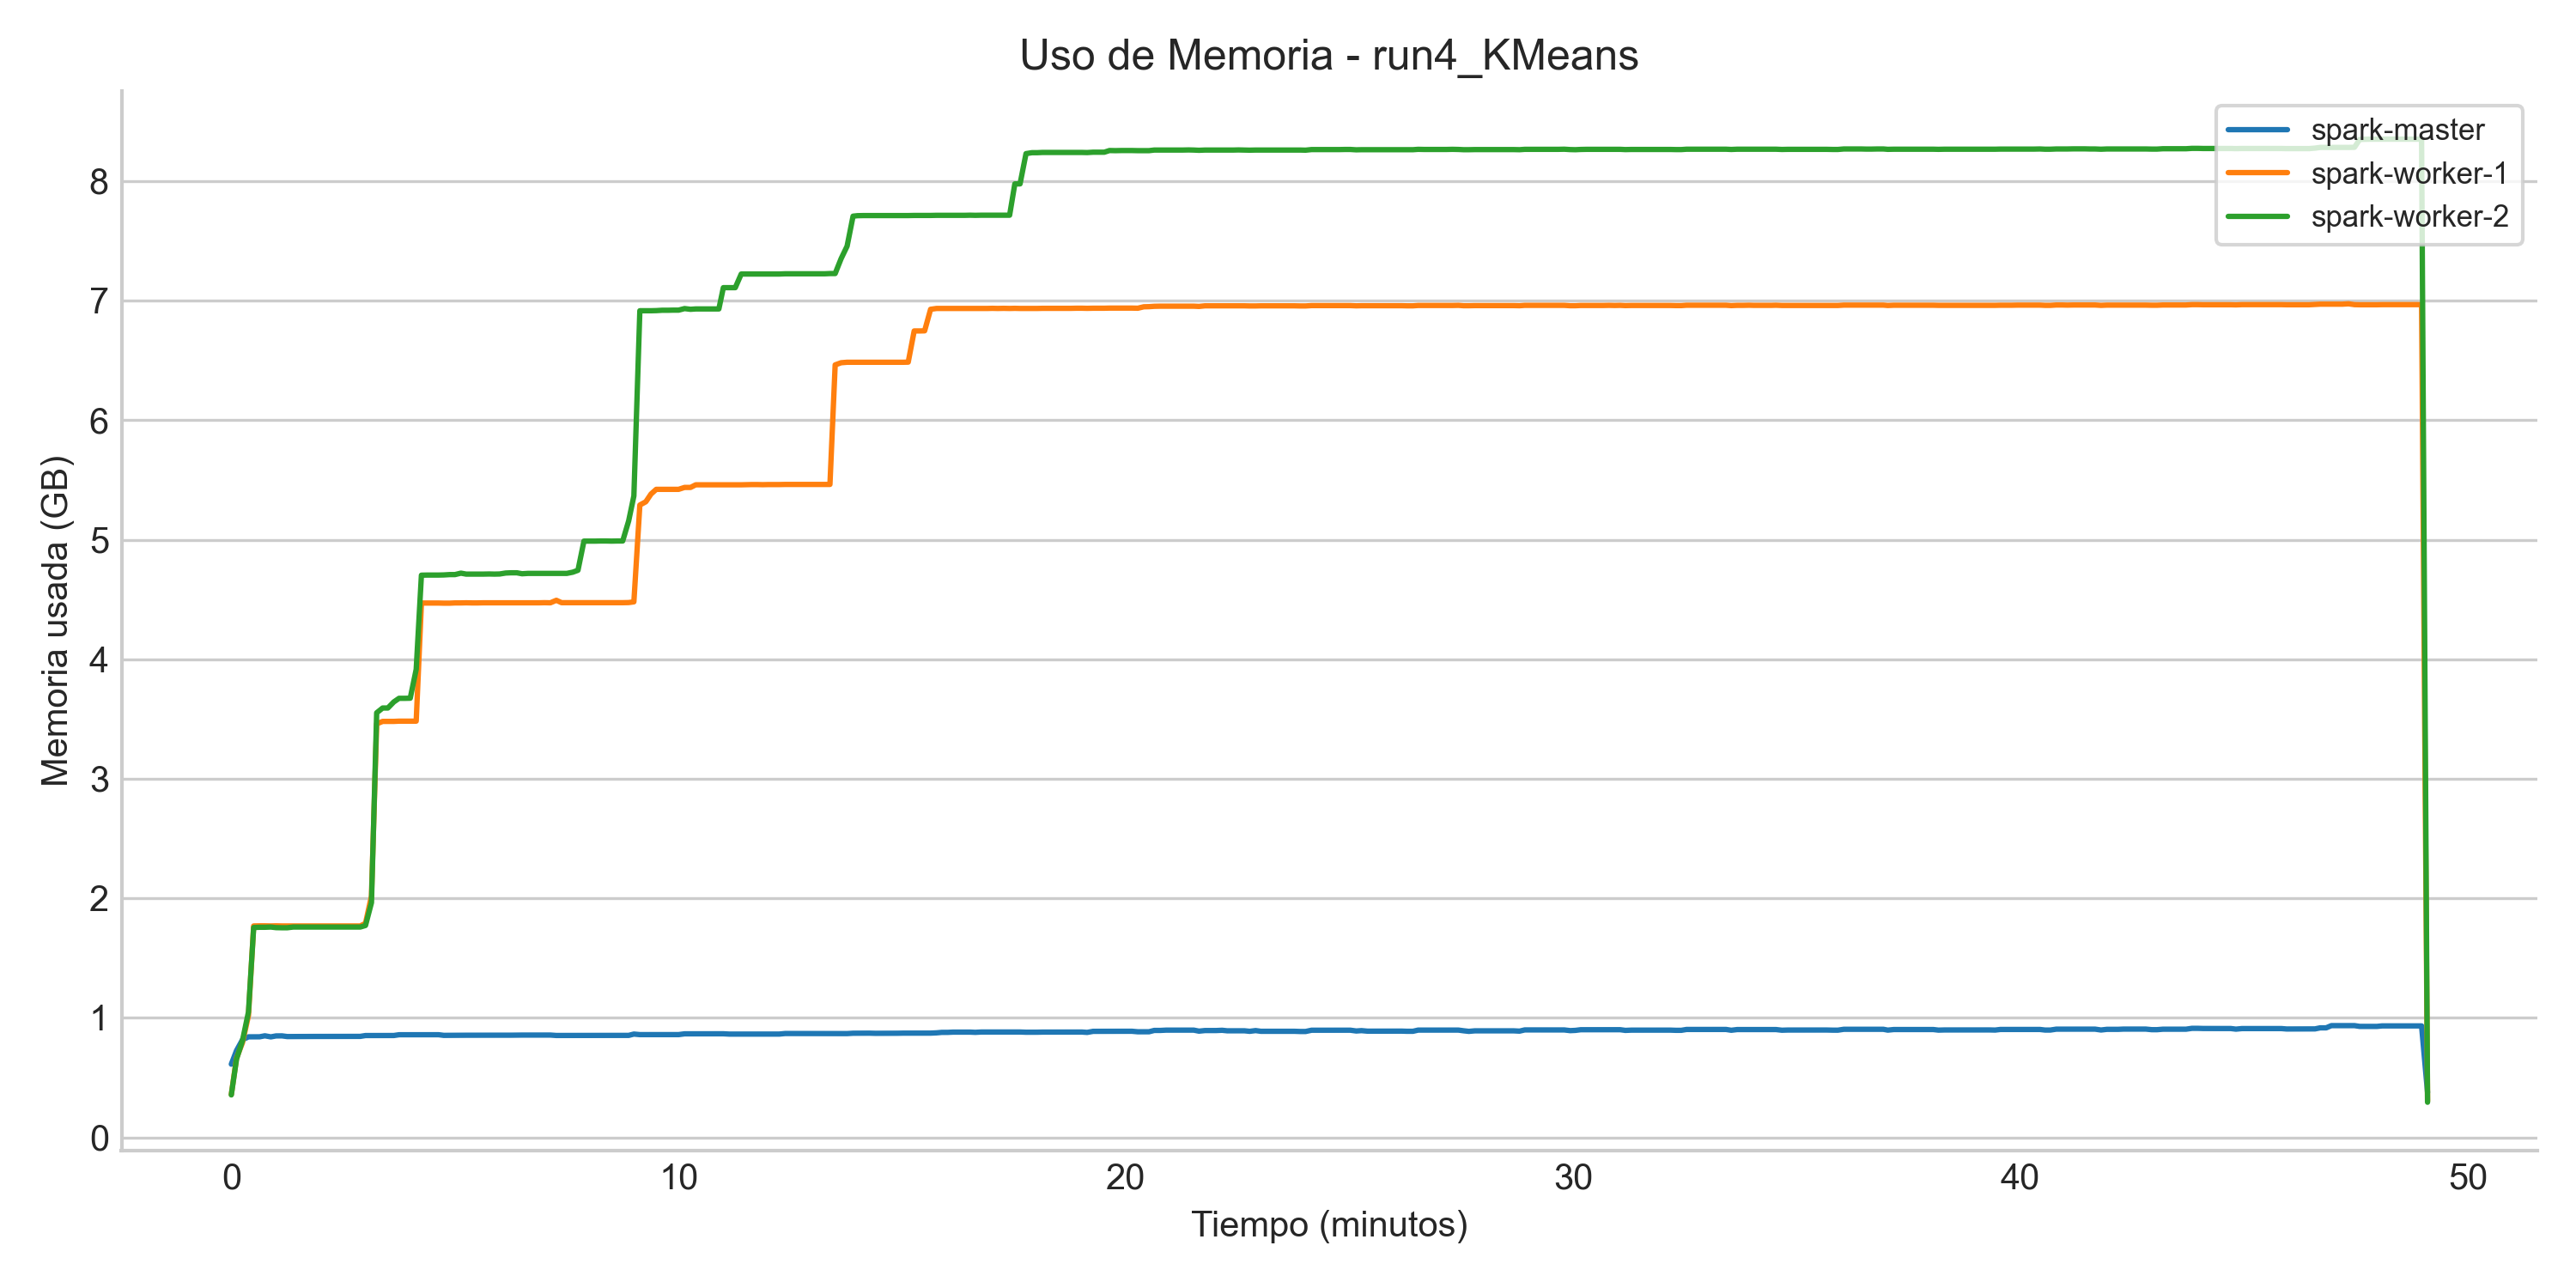 Uso de Memoria - run4_KMeans
spark-master
spark-worker-1
spark-worker-2
Memoria usada (GB)
8
7
6
5
4
3
2
1
0
0 10 20 30 40 50
Tiempo (minutos)